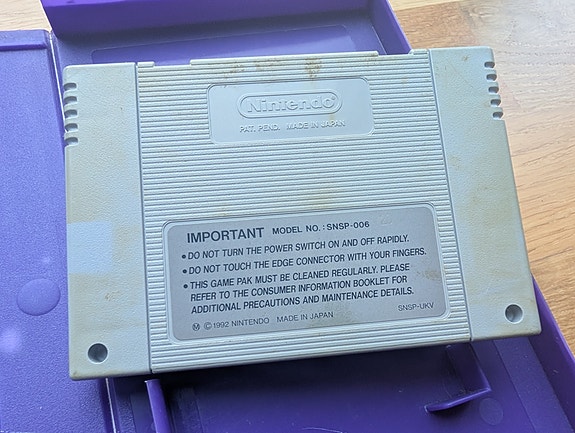 Nintendo
PAT. PEND. MADE IN JAPAN
IMPORTANT MODEL NO.: SNSP-006
• DO NOT TURN THE POWER SWITCH ON AND OFF RAPIDLY.
• DO NOT TOUCH THE EDGE CONNECTOR WITH YOUR FINGERS.
• THIS GAME PAK MUST BE CLEANED REGULARLY. PLEASE
REFER TO THE CONSUMER INFORMATION BOOKLET FOR
ADDITIONAL PRECAUTIONS AND MAINTENANCE DETAILS.
Ⓜ ©1992 NINTENDO MADE IN JAPAN SNSP-UKV